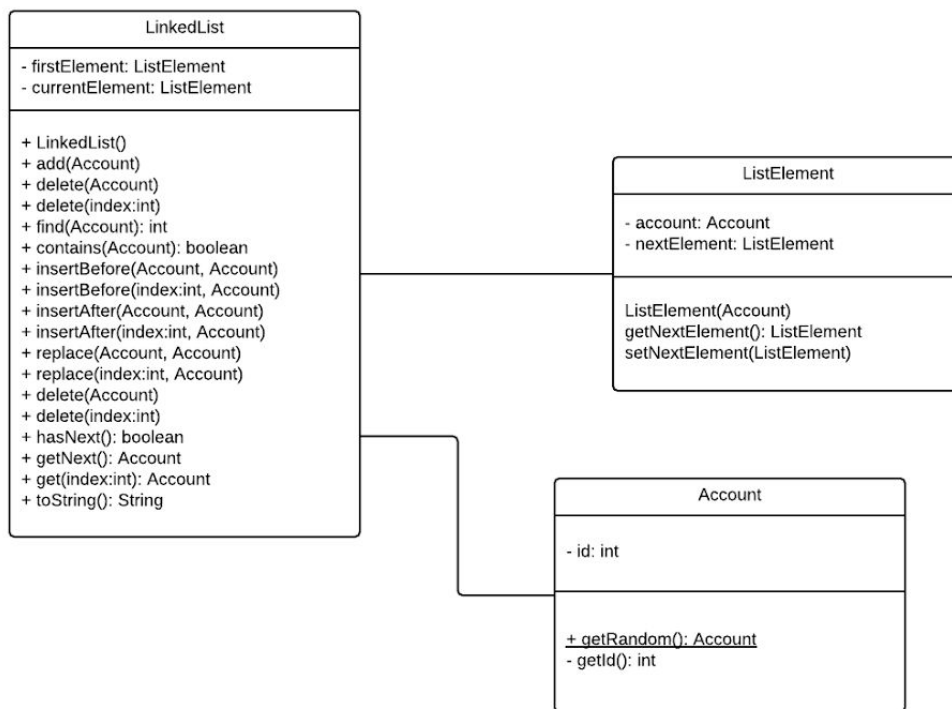 LinkedList
- firstElement: ListElement
- currentElement: ListElement
+ LinkedList()
+ add(Account)
+ delete(Account)
+ delete(index:int)
+ find(Account): int
+ contains(Account): boolean
+ insertBefore(Account, Account)
+ insertBefore(index:int, Account)
+ insertAfter(Account, Account)
+ insertAfter(index:int, Account)
+ replace(Account, Account)
+ replace(index:int, Account)
+ delete(Account)
+ delete(index:int)
+ hasNext(): boolean
+ getNext(): Account
+ get(index:int): Account
+ toString(): String
ListElement
- account: Account
- nextElement: ListElement
ListElement(Account)
getNextElement(): ListElement
setNextElement(ListElement)
Account
- id: int
+ getRandom(): Account
- getId(): int